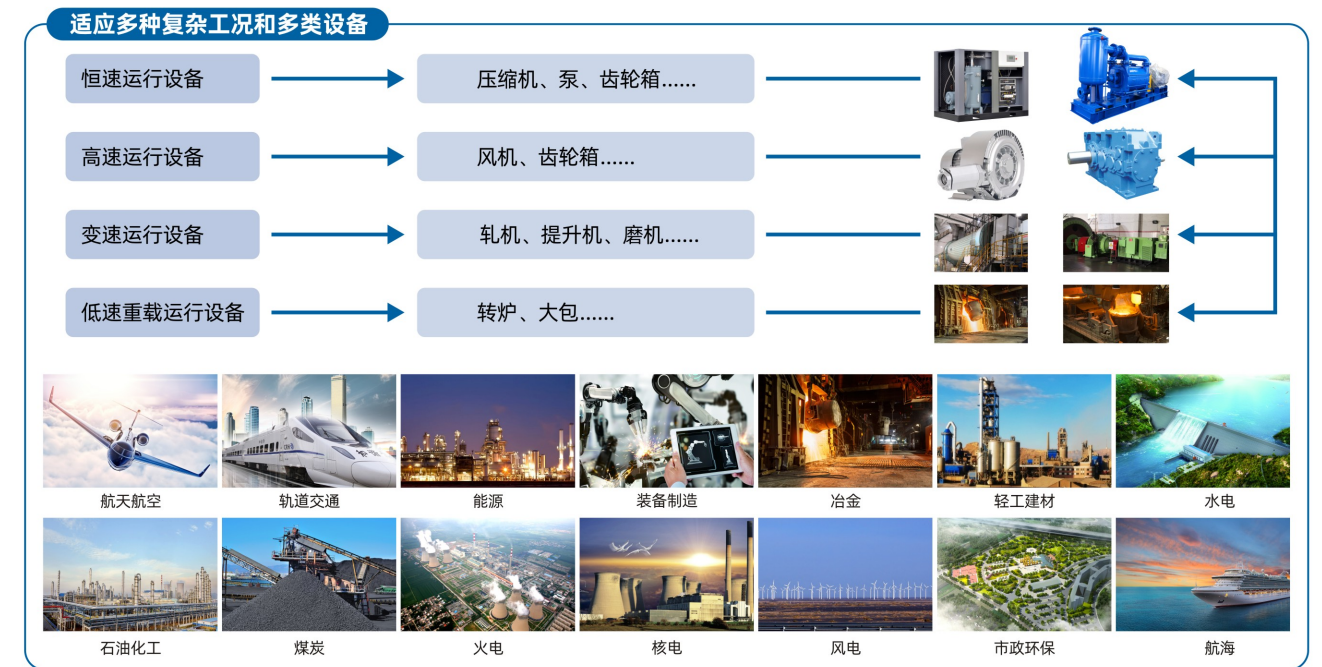 适应多种复杂工况和多类设备
恒速运行设备
压缩机、泵、齿轮箱......
高速运行设备
风机、齿轮箱......
变速运行设备
轧机、提升机、磨机......
低速重载运行设备
转炉、大包......
航天航空
轨道交通
能源
装备制造
冶金
轻工建材
水电
石油化工
煤炭
火电
核电
风电
市政环保
航海